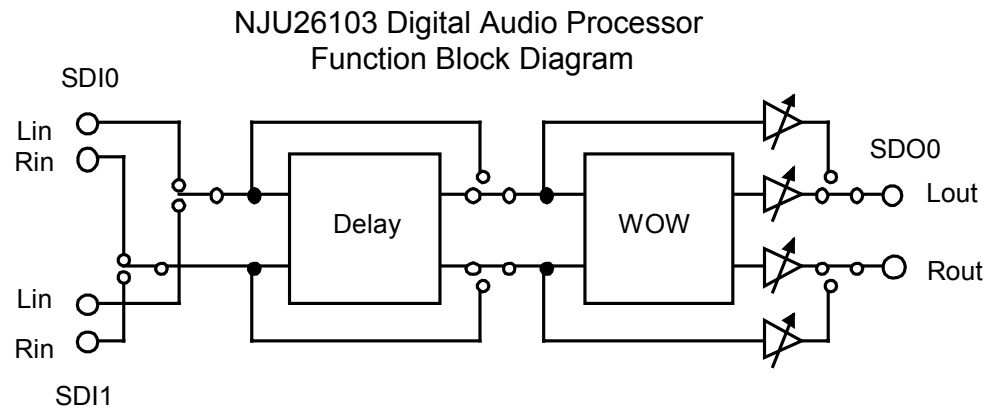 NJU26103 Digital Audio Processor
Function Block Diagram
SDI0
Lin
Rin
SDO0
Delay
WOW
Lout
Rout
Lin
Rin
SDI1